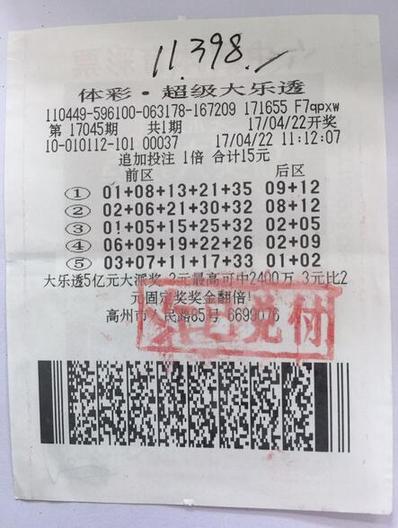 11398.
体彩·超级大乐透
110449-596100-063178-167209 171655 F7qpxw
第 17045期 共1期 17/04/22开奖
10-010112-101 00037 17/04/22 11:12:07
追加投注 1倍 合计15元
前区 后区
① 01+08+13+21+35 09+12
② 02+06+21+30+32 08+12
③ 01+05+15+25+32 02+05
④ 06+09+19+22+26 02+09
⑤ 03+07+11+17+33 01+02
大乐透5亿元大派奖 2元最高可中2400万 3元比2
元固定奖奖金翻倍!
高州市人民路85号 6699076
已兑付